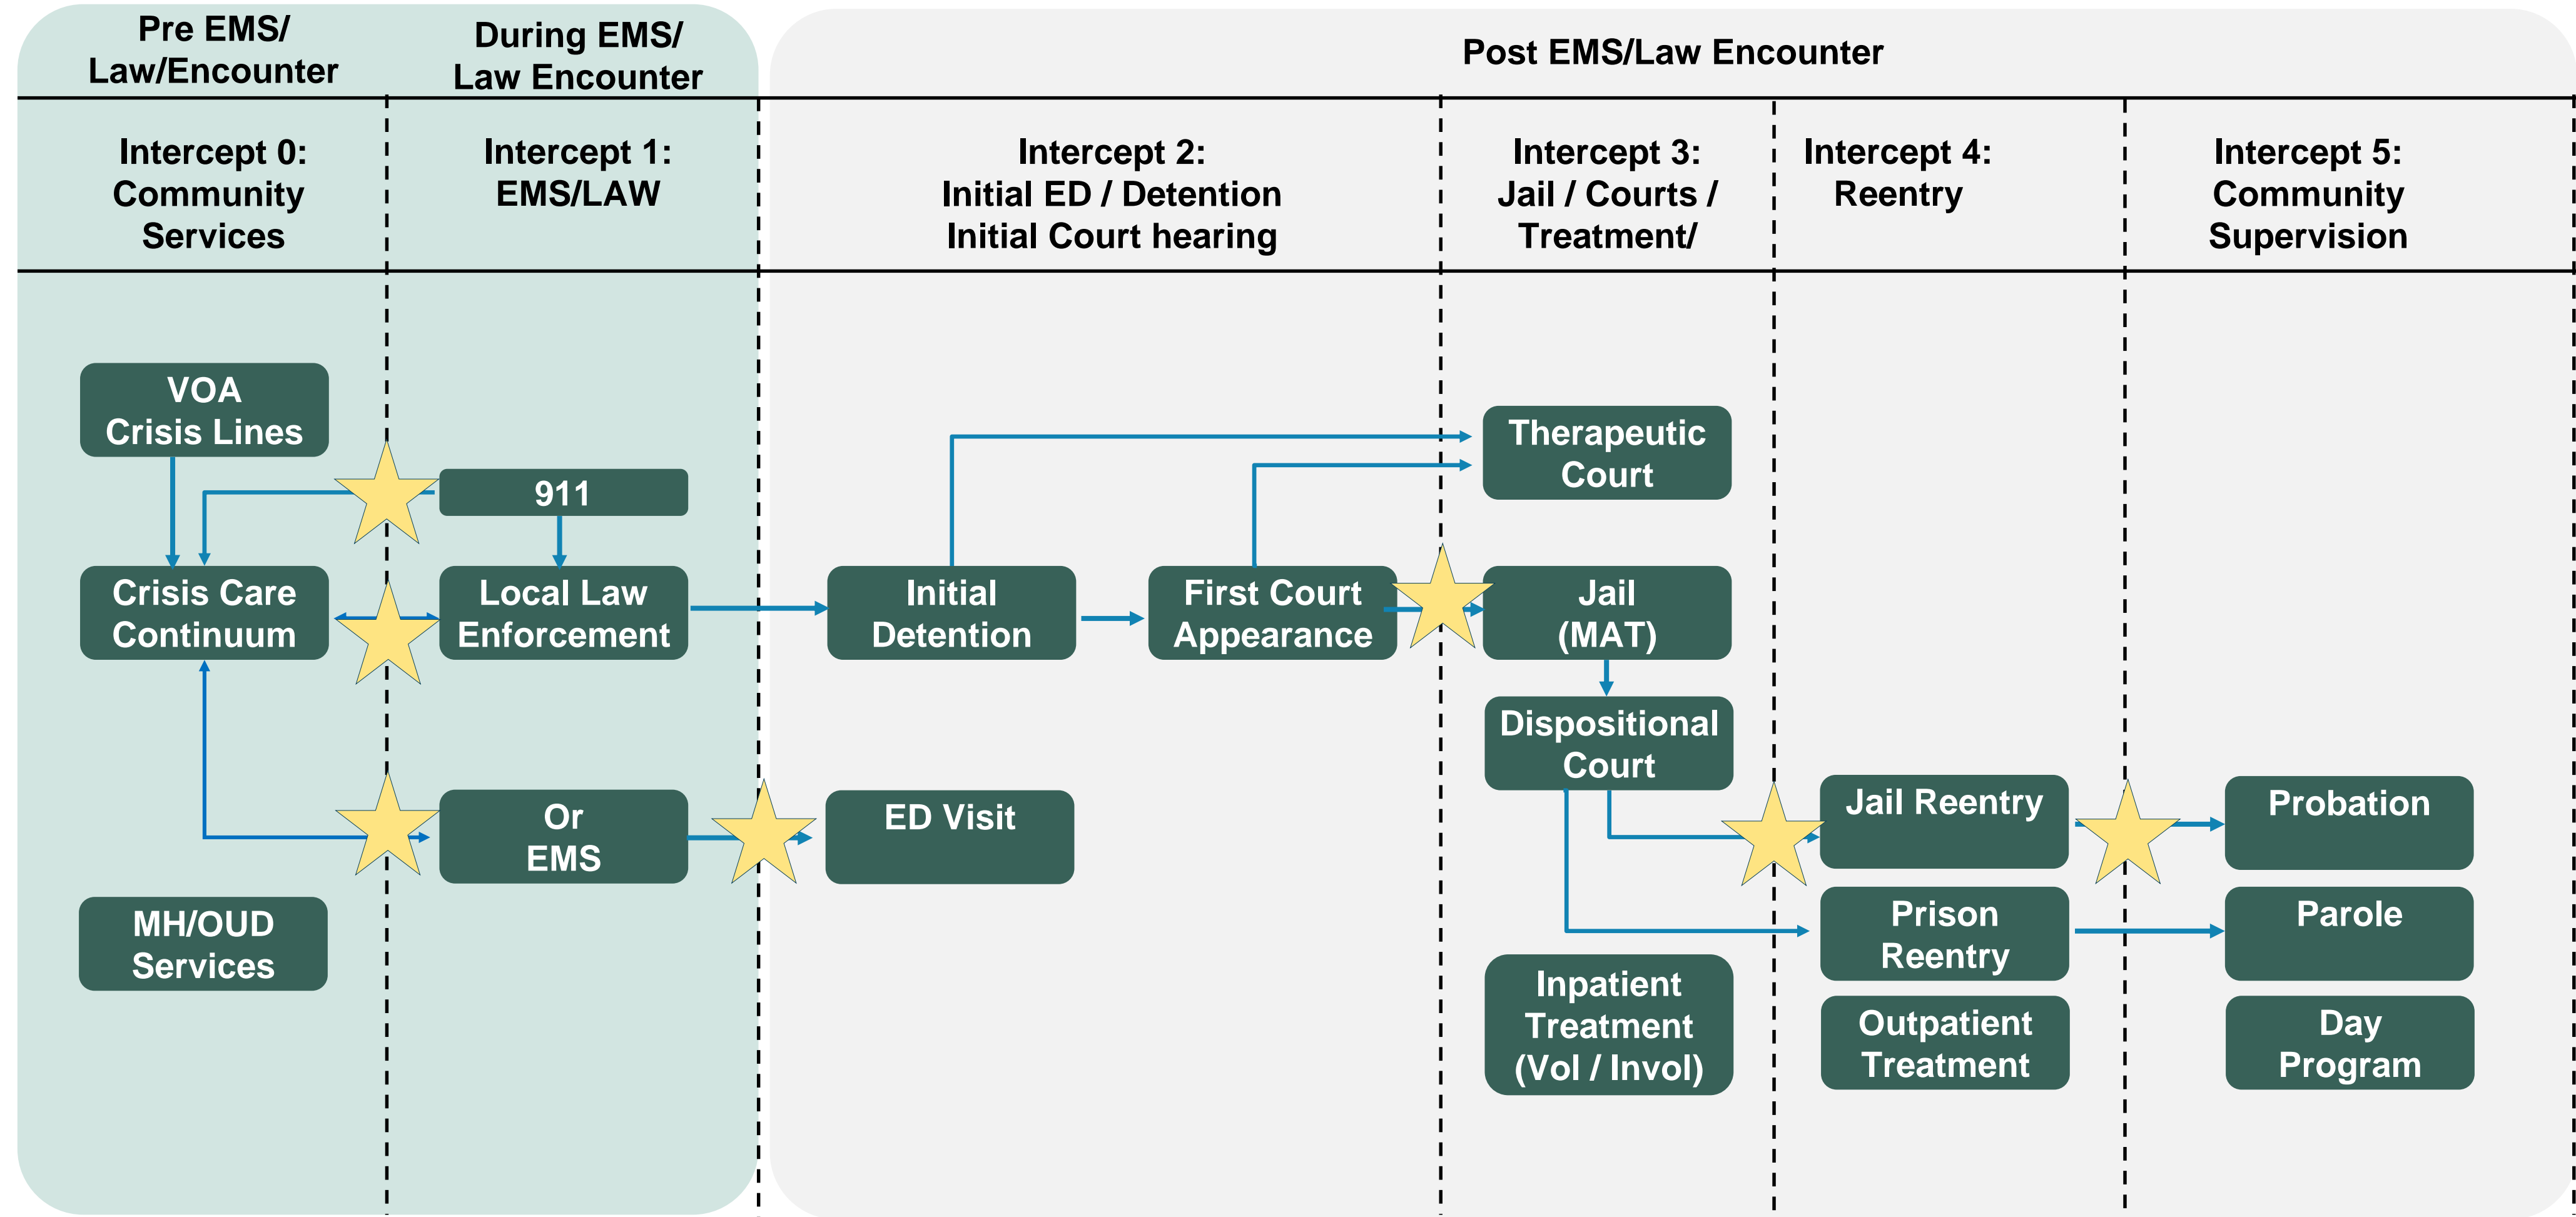 Pre EMS/
Law/Encounter
During EMS/
Law Encounter
Post EMS/Law Encounter
Intercept 0:
Community
Services
Intercept 1:
EMS/LAW
Intercept 2:
Initial ED / Detention
Initial Court hearing
Intercept 3:
Jail / Courts /
Treatment/
Intercept 4:
Reentry
Intercept 5:
Community
Supervision
VOA
Crisis Lines
911
Therapeutic
Court
Crisis Care
Continuum
Local Law
Enforcement
Initial
Detention
First Court
Appearance
Jail
(MAT)
Dispositional
Court
Or
EMS
ED Visit
Jail Reentry
Probation
MH/OUD
Services
Prison
Reentry
Parole
Inpatient
Treatment
(Vol / Invol)
Outpatient
Treatment
Day
Program